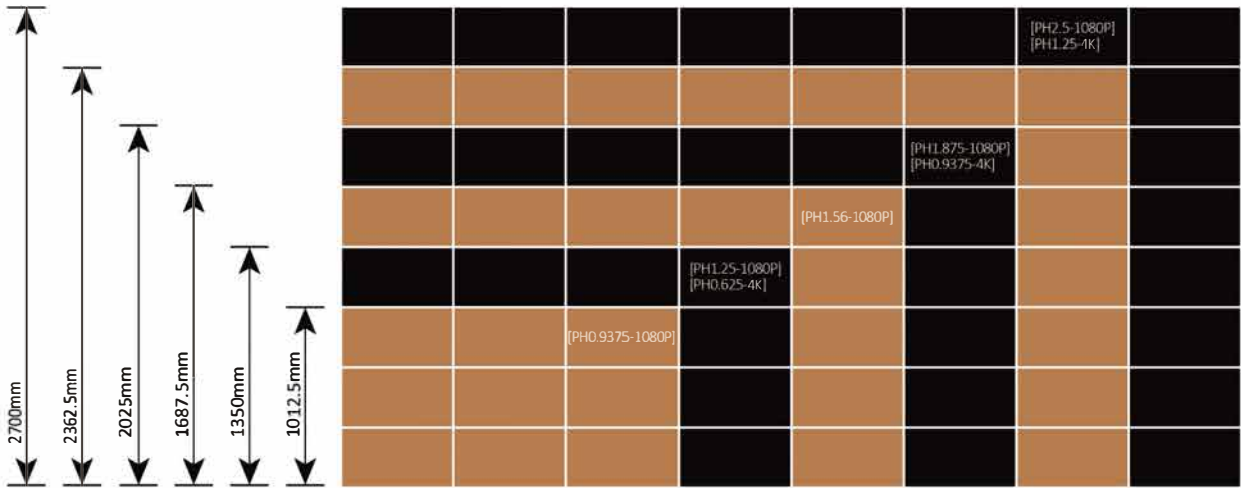 [PH2.5-1080P]
[PH1.25-4K]
[PH1.875-1080P]
[PH0.9375-4K]
[PH1.56-1080P]
[PH1.25-1080P]
[PH0.625-4K]
[PH0.9375-1080P]
2700mm
2362.5mm
2025mm
1687.5mm
1350mm
1012.5mm